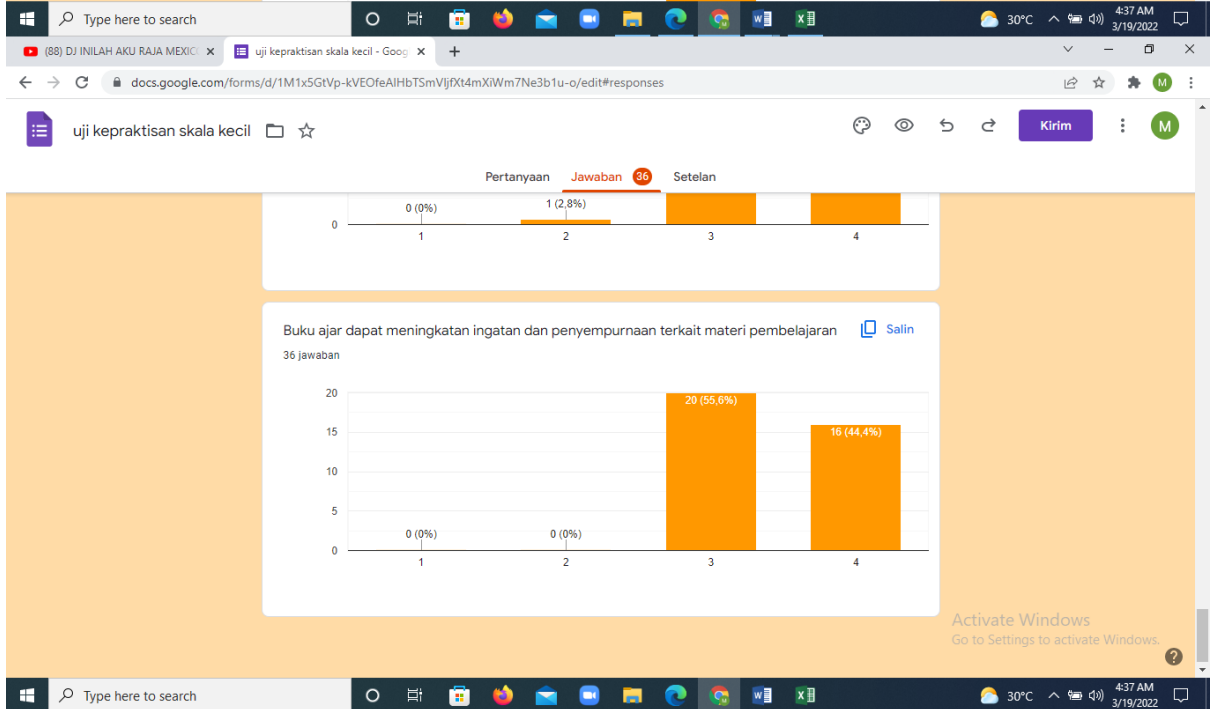 Type here to search
30°C
4:37 AM
3/19/2022
(88) DJ INILAH AKU RAJA MEXIC
uji kepraktisan skala kecil - Goog
docs.google.com/forms/d/1M1x5GtVp-kVEOfeAIHbTSmVIjfXt4mXiWm7Ne3b1u-o/edit#responses
M
uji kepraktisan skala kecil
Kirim
M
Pertanyaan Jawaban 36 Setelan
0 (0%) 1 (2,8%)
0
1 2 3 4
Buku ajar dapat meningkatan ingatan dan penyempurnaan terkait materi pembelajaran
Salin
36 jawaban
20
20 (55,6%)
15
16 (44,4%)
10
5
0 (0%) 0 (0%)
0
1 2 3 4
Activate Windows
Go to Settings to activate Windows.
Type here to search
30°C
4:37 AM
3/19/2022